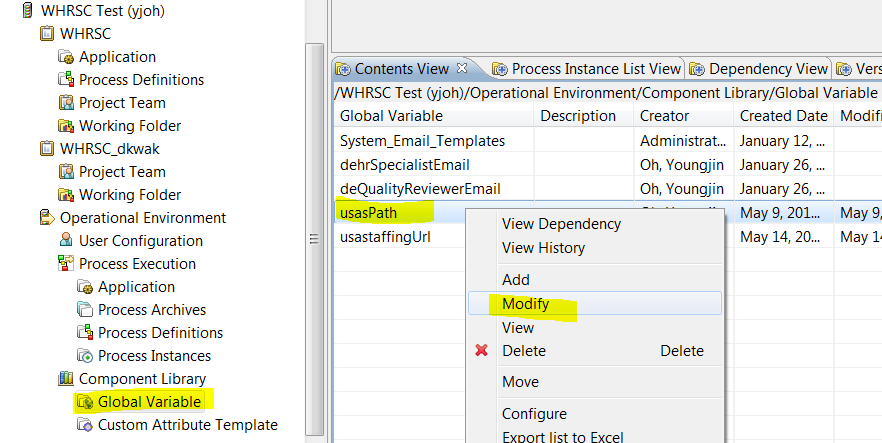 WHRSC Test (yjoh)
WHRSC
Application
Process Definitions
Project Team
Working Folder
WHRSC_dkwak
Project Team
Working Folder
Operational Environment
User Configuration
Process Execution
Application
Process Archives
Process Definitions
Process Instances
Component Library
Global Variable
Custom Attribute Template
Contents View Process Instance List View Dependency View Vers
/WHRSC Test (yjoh)/Operational Environment/Component Library/Global Variable
Global Variable Description Creator Created Date Modifi
System_Email_Templates Administrat... January 12, ...
dehrSpecialistEmail Oh, Youngjin January 26, ...
deQualityReviewerEmail Oh, Youngjin January 26, ...
usasPath May 9, 201... May 9,
usastaffingUrl May 14, 20... May 14
View Dependency
View History
Add
Modify
View
Delete Delete
Move
Configure
Export list to Excel